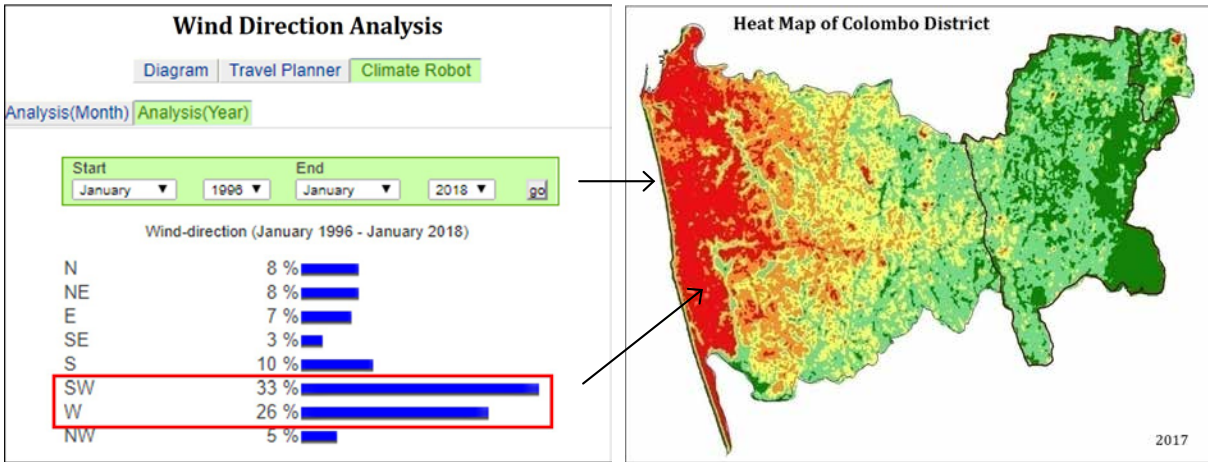 Wind Direction Analysis
Diagram Travel Planner Climate Robot
Analysis(Month) Analysis(Year)
Start End
January 1996 January 2018 go
Wind-direction (January 1996 - January 2018)
N 8 %
NE 8 %
E 7 %
SE 3 %
S 10 %
SW 33 %
W 26 %
NW 5 %
Heat Map of Colombo District
2017